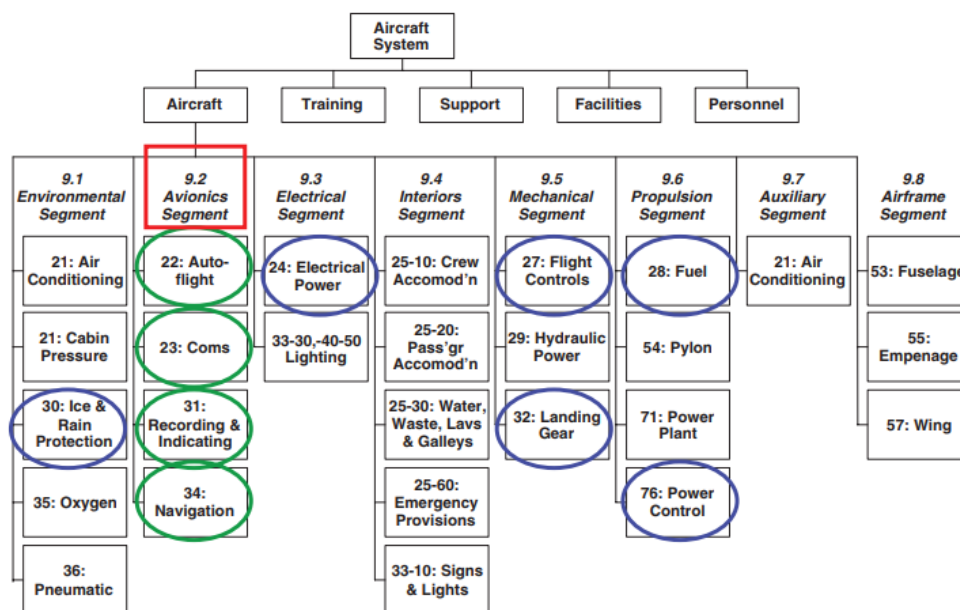 Aircraft
System
Aircraft
Training
Support
Facilities
Personnel
9.1
Environmental
Segment
9.2
Avionics
Segment
9.3
Electrical
Segment
9.4
Interiors
Segment
9.5
Mechanical
Segment
9.6
Propulsion
Segment
9.7
Auxiliary
Segment
9.8
Airframe
Segment
21: Air
Conditioning
21: Cabin
Pressure
30: Ice &
Rain
Protection
35: Oxygen
36:
Pneumatic
22: Auto-
flight
23: Coms
31:
Recording &
Indicating
34:
Navigation
24: Electrical
Power
33-30,-40-50
Lighting
25-10: Crew
Accomod'n
25-20:
Pass'gr
Accomod'n
25-30: Water,
Waste, Lavs
& Galleys
25-60:
Emergency
Provisions
33-10: Signs
& Lights
27: Flight
Controls
29: Hydraulic
Power
32: Landing
Gear
28: Fuel
54: Pylon
71: Power
Plant
76: Power
Control
21: Air
Conditioning
53: Fuselage
55:
Empenage
57: Wing